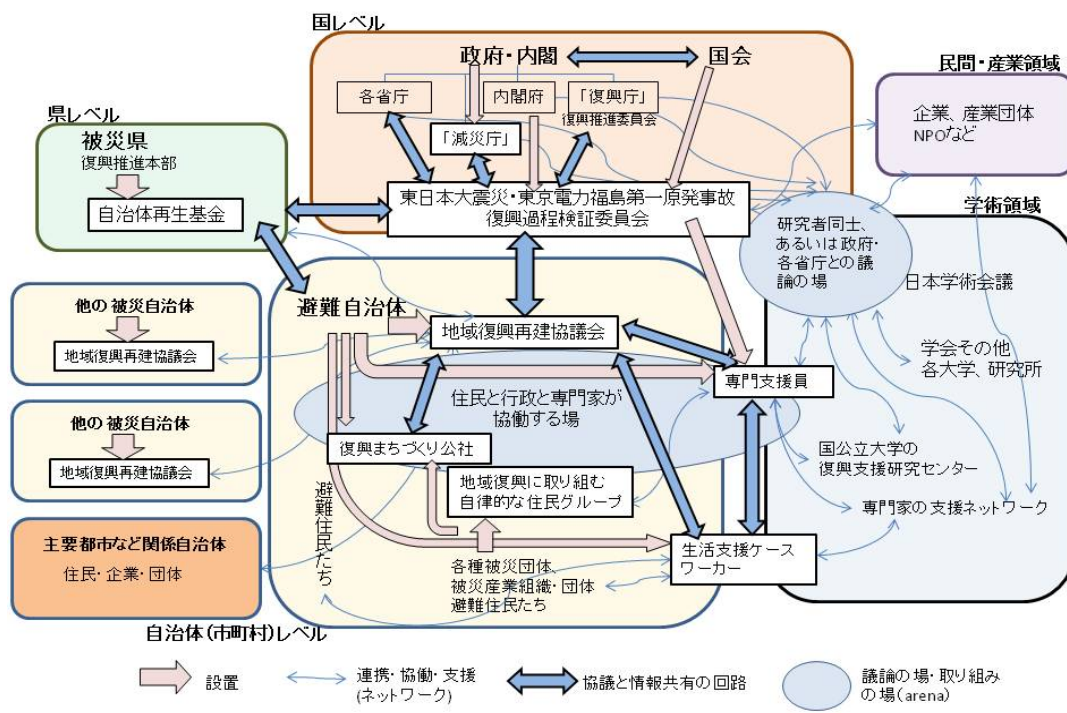 国レベル
政府・内閣
国会
民間・産業領域
各省庁
内閣府
「復興庁」
復興推進委員会
企業、産業団体
NPOなど
県レベル
被災県
復興推進本部
「減災庁」
自治体再生基金
東日本大震災・東京電力福島第一原発事故
復興過程検証委員会
学術領域
研究者同士、
あるいは政府・
各省庁との議
論の場
日本学術会議
他の被災自治体
地域復興再建協議会
避難自治体
地域復興再建協議会
学会その他
各大学、研究所
専門支援員
住民と行政と専門家が
協働する場
他の被災自治体
地域復興再建協議会
復興まちづくり公社
国公立大学の
復興支援研究センター
地域復興に取り組む
自律的な住民グループ
専門家の支援ネットワーク
避難住民たち
主要都市など関係自治体
住民・企業・団体
生活支援ケース
ワーカー
各種被災団体、
被災産業組織・団体
避難住民たち
自治体(市町村)レベル
設置
連携・協働・支援
(ネットワーク)
協議と情報共有の回路
議論の場・取り組み
の場(arena)